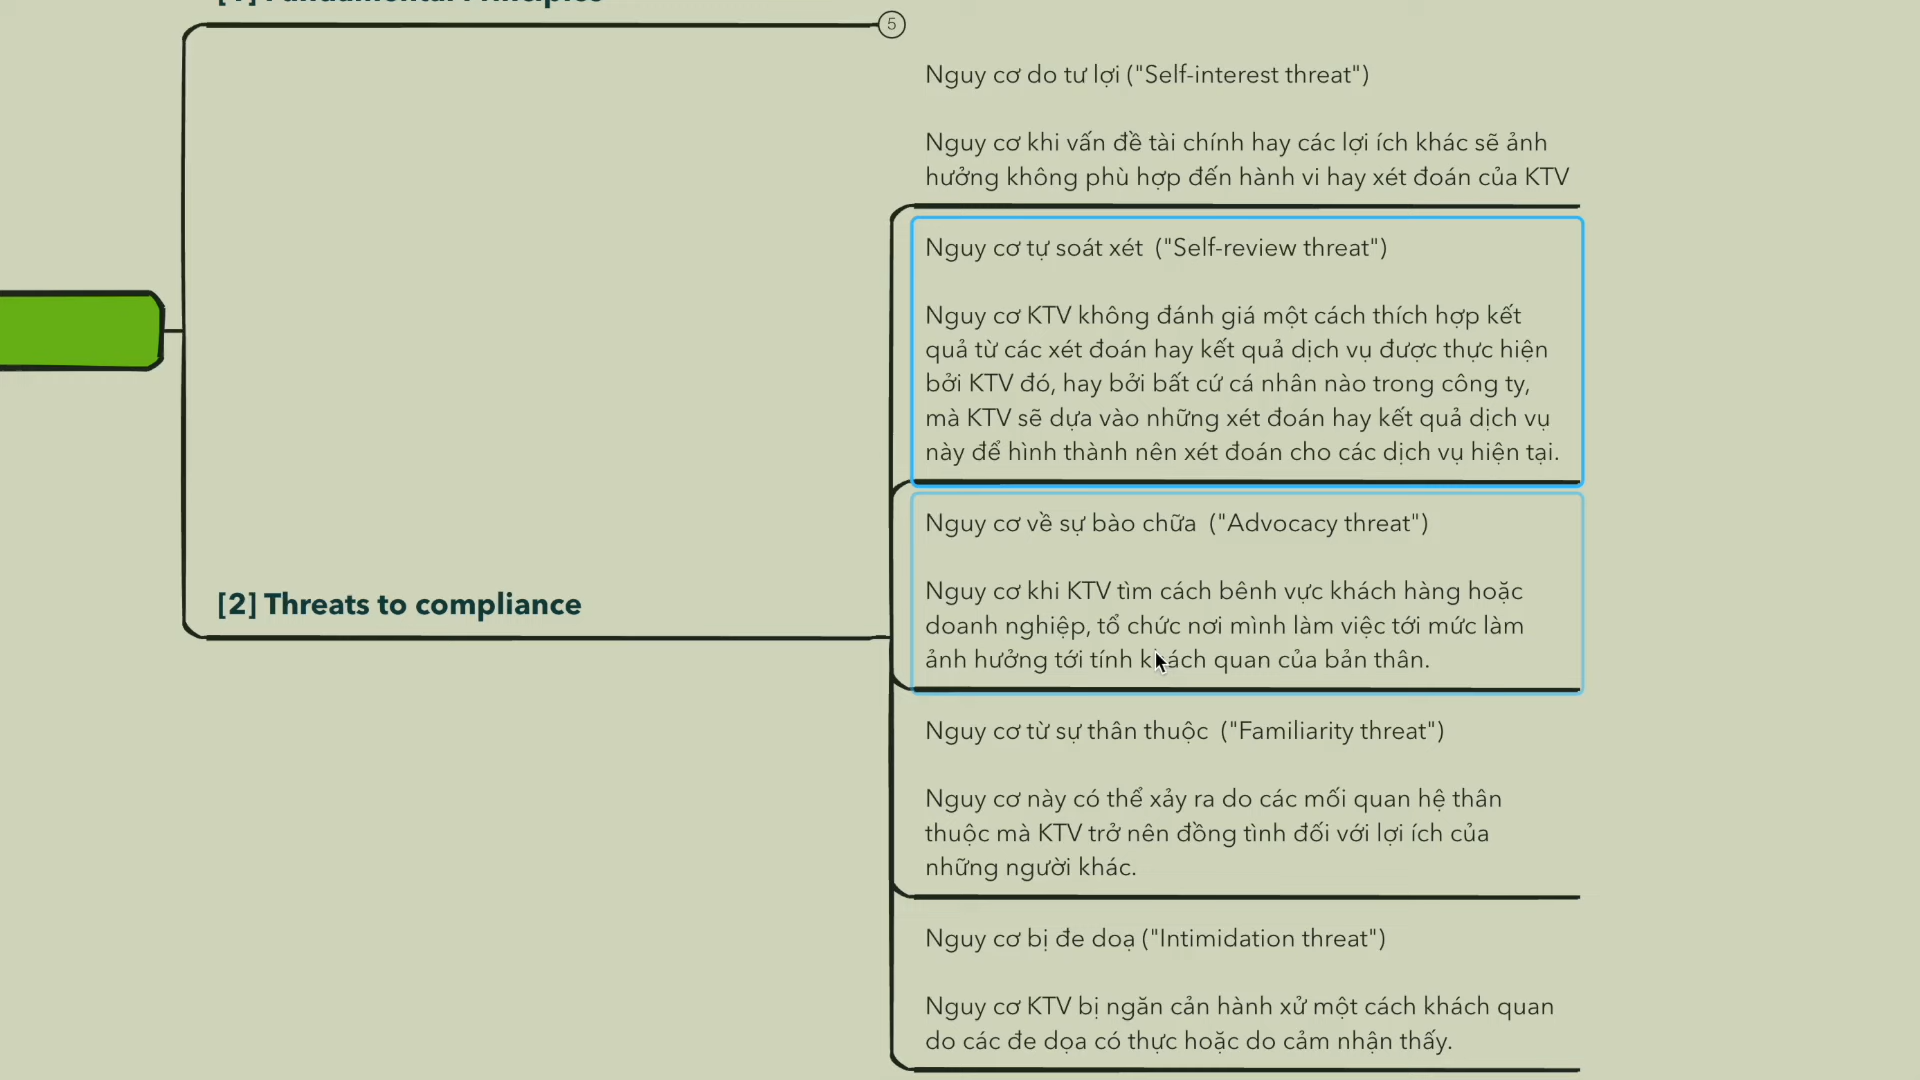 [1] Fundamental Principles
5
Nguy cơ do tư lợi ("Self-interest threat")
Nguy cơ khi vấn đề tài chính hay các lợi ích khác sẽ ảnh
hưởng không phù hợp đến hành vi hay xét đoán của KTV
Nguy cơ tự soát xét ("Self-review threat")
Nguy cơ KTV không đánh giá một cách thích hợp kết
quả từ các xét đoán hay kết quả dịch vụ được thực hiện
bởi KTV đó, hay bởi bất cứ cá nhân nào trong công ty,
mà KTV sẽ dựa vào những xét đoán hay kết quả dịch vụ
này để hình thành nên xét đoán cho các dịch vụ hiện tại.
Nguy cơ về sự bào chữa ("Advocacy threat")
Nguy cơ khi KTV tìm cách bênh vực khách hàng hoặc
doanh nghiệp, tổ chức nơi mình làm việc tới mức làm
ảnh hưởng tới tính khách quan của bản thân.
[2] Threats to compliance
Nguy cơ từ sự thân thuộc ("Familiarity threat")
Nguy cơ này có thể xảy ra do các mối quan hệ thân
thuộc mà KTV trở nên đồng tình đối với lợi ích của
những người khác.
Nguy cơ bị đe doạ ("Intimidation threat")
Nguy cơ KTV bị ngăn cản hành xử một cách khách quan
do các đe dọa có thực hoặc do cảm nhận thấy.